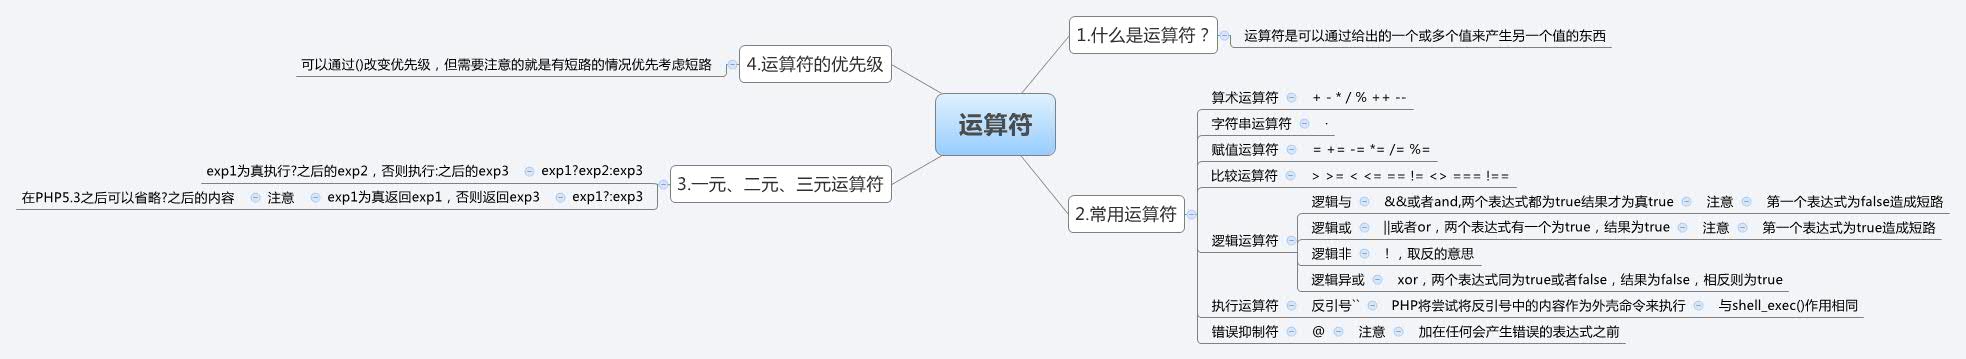 运算符
1.什么是运算符？
运算符是可以通过给出的一个或多个值来产生另一个值的东西
2.常用运算符
算术运算符 + - * / % ++ --
字符串运算符 .
赋值运算符 = += -= *= /= %=
比较运算符 > >= < <= == != <> === !==
逻辑运算符
逻辑与 &&或者and,两个表达式都为true结果才为真true 注意 第一个表达式为false造成短路
逻辑或 ||或者or，两个表达式有一个为true，结果为true 注意 第一个表达式为true造成短路
逻辑非 ！，取反的意思
逻辑异或 xor，两个表达式同为true或者false，结果为false，相反则为true
执行运算符 反引号`` PHP将尝试将反引号中的内容作为外壳命令来执行 与shell_exec()作用相同
错误抑制符 @ 注意 加在任何会产生错误的表达式之前
3.一元、二元、三元运算符
exp1为真执行?之后的exp2，否则执行:之后的exp3 exp1?exp2:exp3
在PHP5.3之后可以省略?之后的内容 注意 exp1为真返回exp1，否则返回exp3 exp1?:exp3
4.运算符的优先级
可以通过()改变优先级，但需要注意的就是有短路的情况优先考虑短路